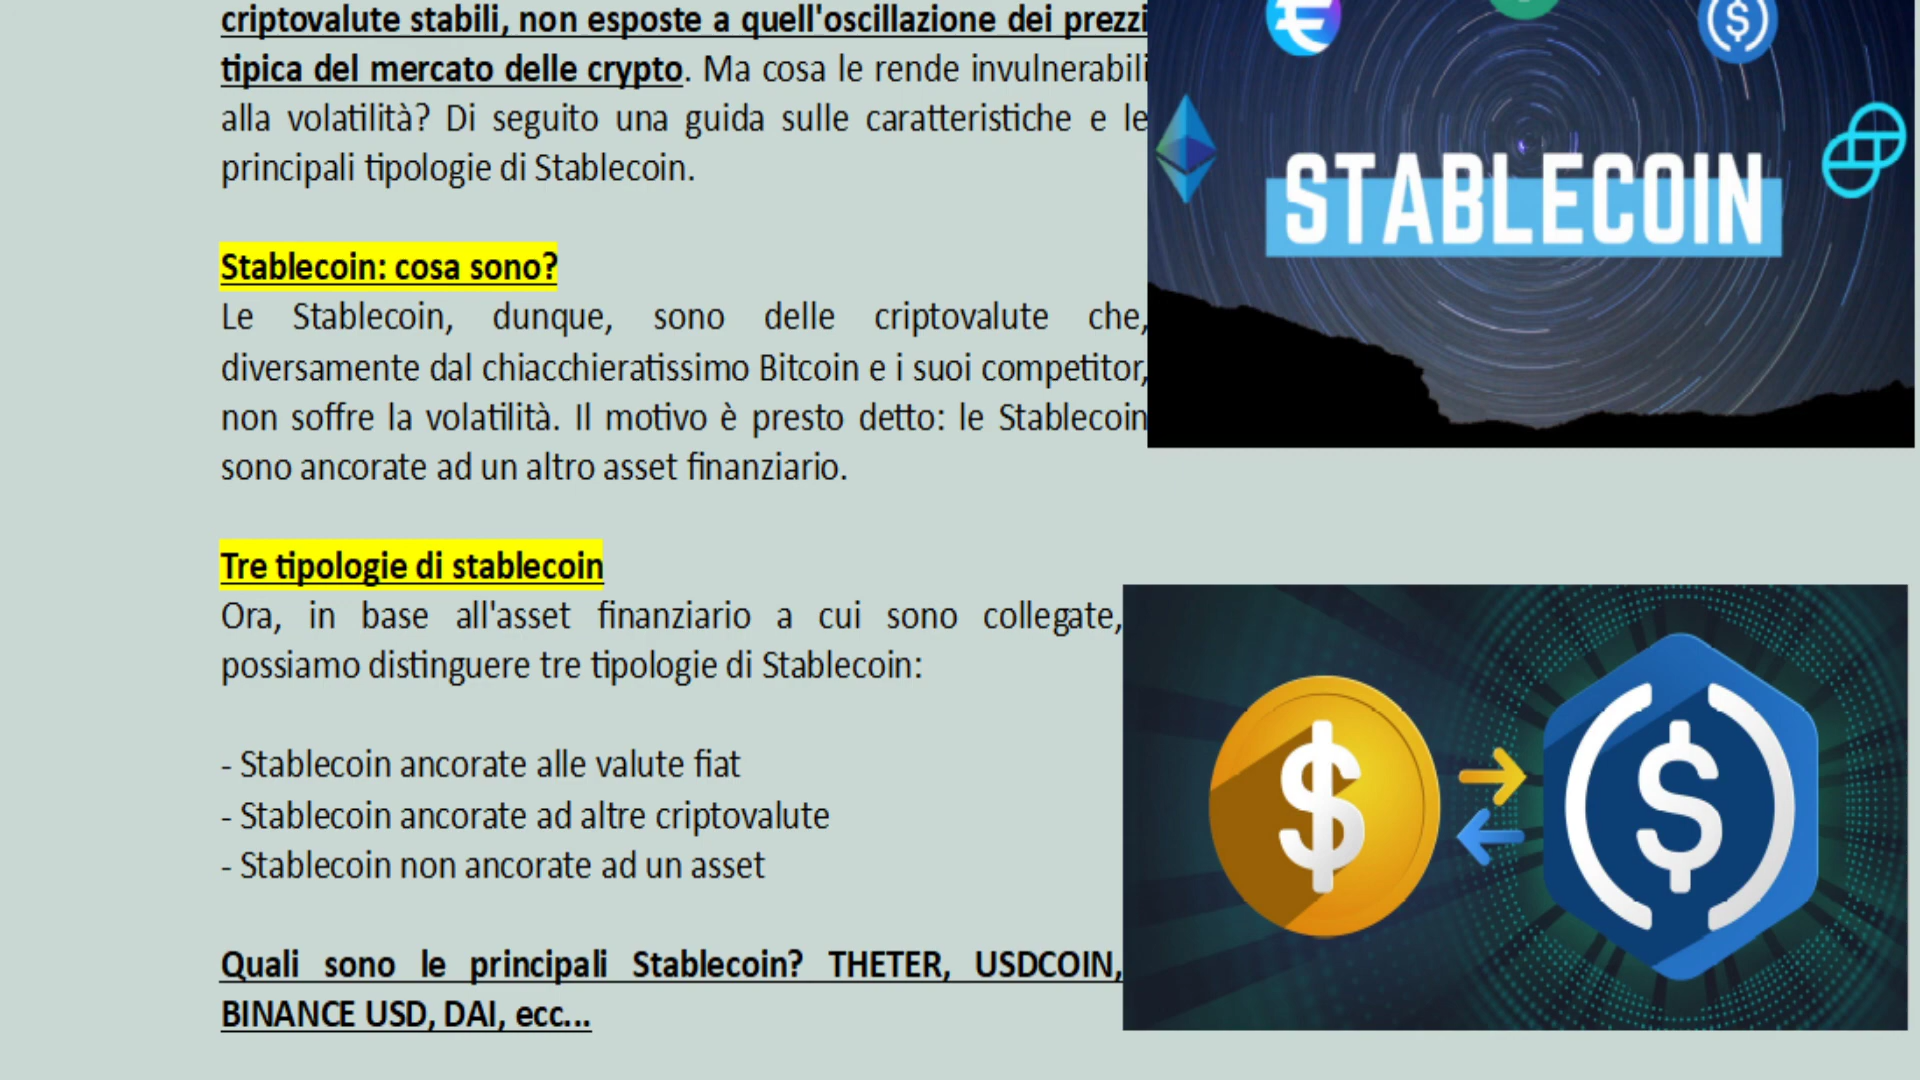 criptovalute stabili, non esposte a quell'oscillazione dei prezzi
tipica del mercato delle crypto. Ma cosa le rende invulnerabili
alla volatilità? Di seguito una guida sulle caratteristiche e le
principali tipologie di Stablecoin.
STABLECOIN
Stablecoin: cosa sono?
Le Stablecoin, dunque, sono delle criptovalute che,
diversamente dal chiacchieratissimo Bitcoin e i suoi competitor,
non soffre la volatilità. Il motivo è presto detto: le Stablecoin
sono ancorate ad un altro asset finanziario.
Tre tipologie di stablecoin
Ora, in base all'asset finanziario a cui sono collegate,
possiamo distinguere tre tipologie di Stablecoin:
- Stablecoin ancorate alle valute fiat
- Stablecoin ancorate ad altre criptovalute
- Stablecoin non ancorate ad un asset
Quali sono le principali Stablecoin? THETER, USDCOIN,
BINANCE USD, DAI, ecc...